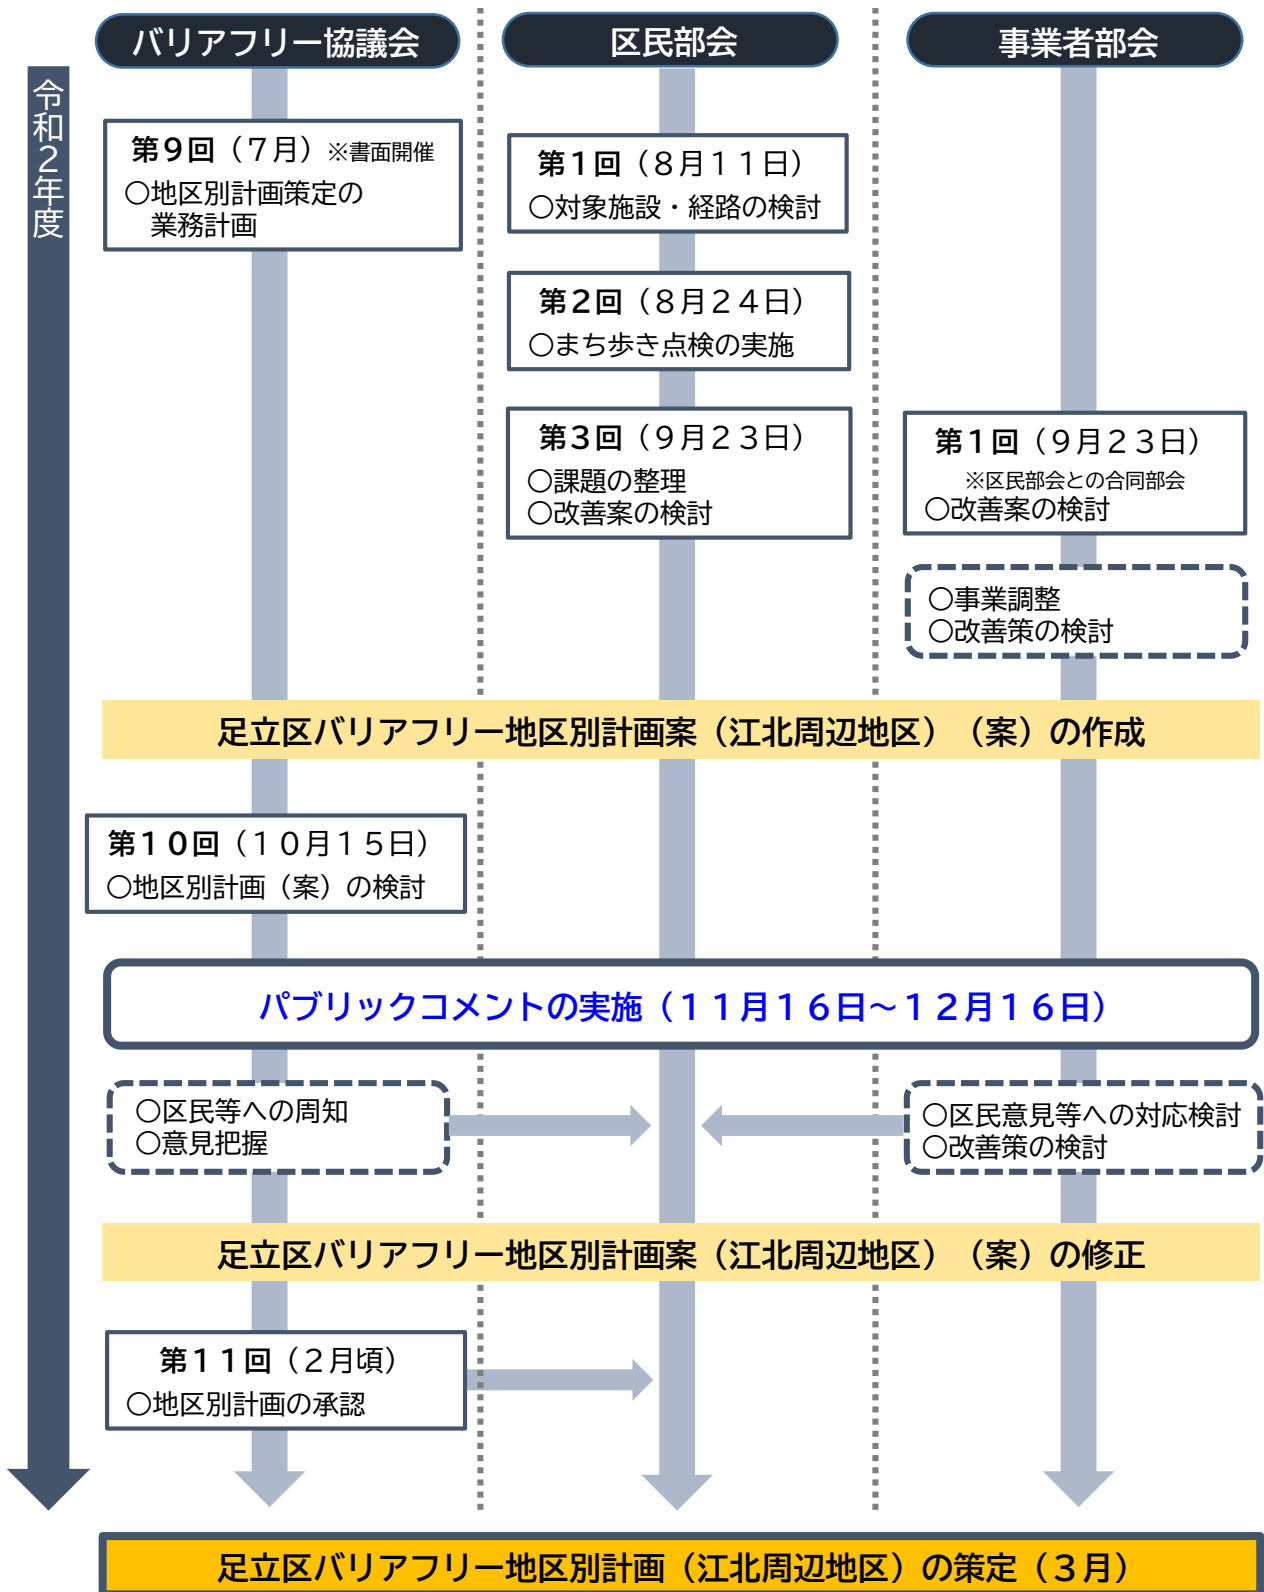 バリアフリー協議会
区民部会
事業者部会
令和２年度
第９回（７月）※書面開催
○地区別計画策定の
業務計画
第１回（８月１１日）
○対象施設・経路の検討
第２回（８月２４日）
○まち歩き点検の実施
第３回（９月２３日）
○課題の整理
○改善案の検討
第１回（９月２３日）
※区民部会との合同部会
○改善案の検討
○事業調整
○改善策の検討
足立区バリアフリー地区別計画案（江北周辺地区）（案）の作成
第１０回（１０月１５日）
○地区別計画（案）の検討
パブリックコメントの実施（１１月１６日～１２月１６日）
○区民等への周知
○意見把握
○区民意見等への対応検討
○改善策の検討
足立区バリアフリー地区別計画案（江北周辺地区）（案）の修正
第１１回（２月頃）
○地区別計画の承認
足立区バリアフリー地区別計画（江北周辺地区）の策定（３月）